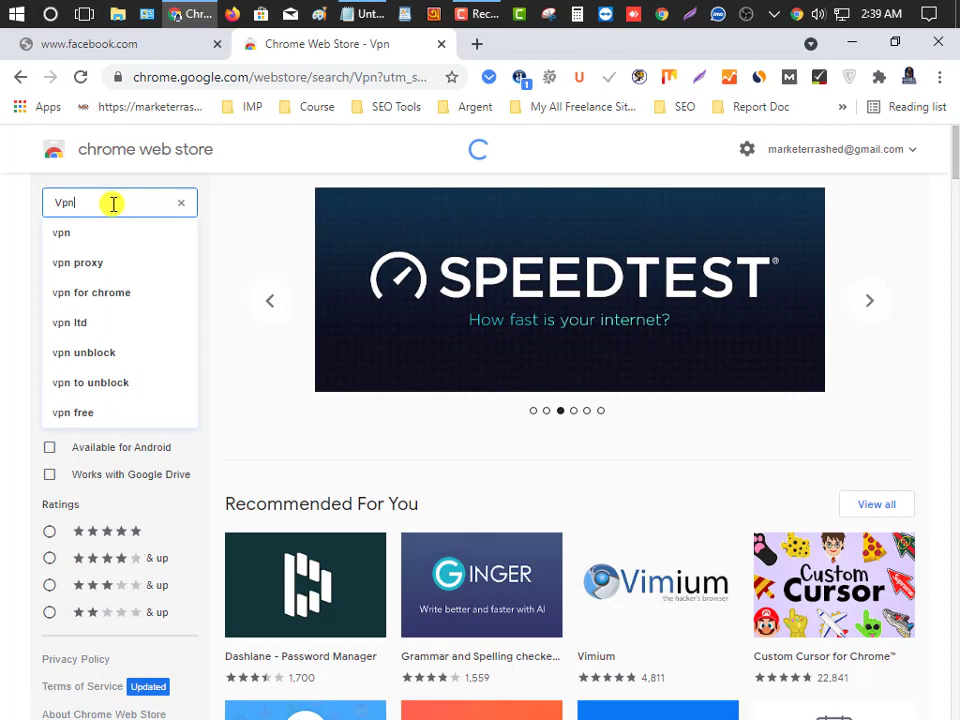 Chr...
Unt...
Rec...
2:39 AM
www.facebook.com
Chrome Web Store - Vpn
chrome.google.com/webstore/search/Vpn?utm_s...
1
Apps
https://marketerras...
IMP
Course
SEO Tools
Argent
My All Freelance Sit...
SEO
Report Doc
Reading list
chrome web store
marketerrashed@gmail.com
Vpn
vpn
vpn proxy
vpn for chrome
vpn ltd
vpn unblock
vpn to unblock
vpn free
Available for Android
Works with Google Drive
Ratings
& up
& up
& up
Privacy Policy
Terms of Service Updated
About Chrome Web Store
SPEEDTEST®
How fast is your internet?
Recommended For You
View all
GINGER
Write better and faster with AI
Vimium
the hacker's browser
Custom
Cursor
Dashlane - Password Manager
1,700
Grammar and Spelling checke...
1,559
Vimium
4,811
Custom Cursor for Chrome™
22,841